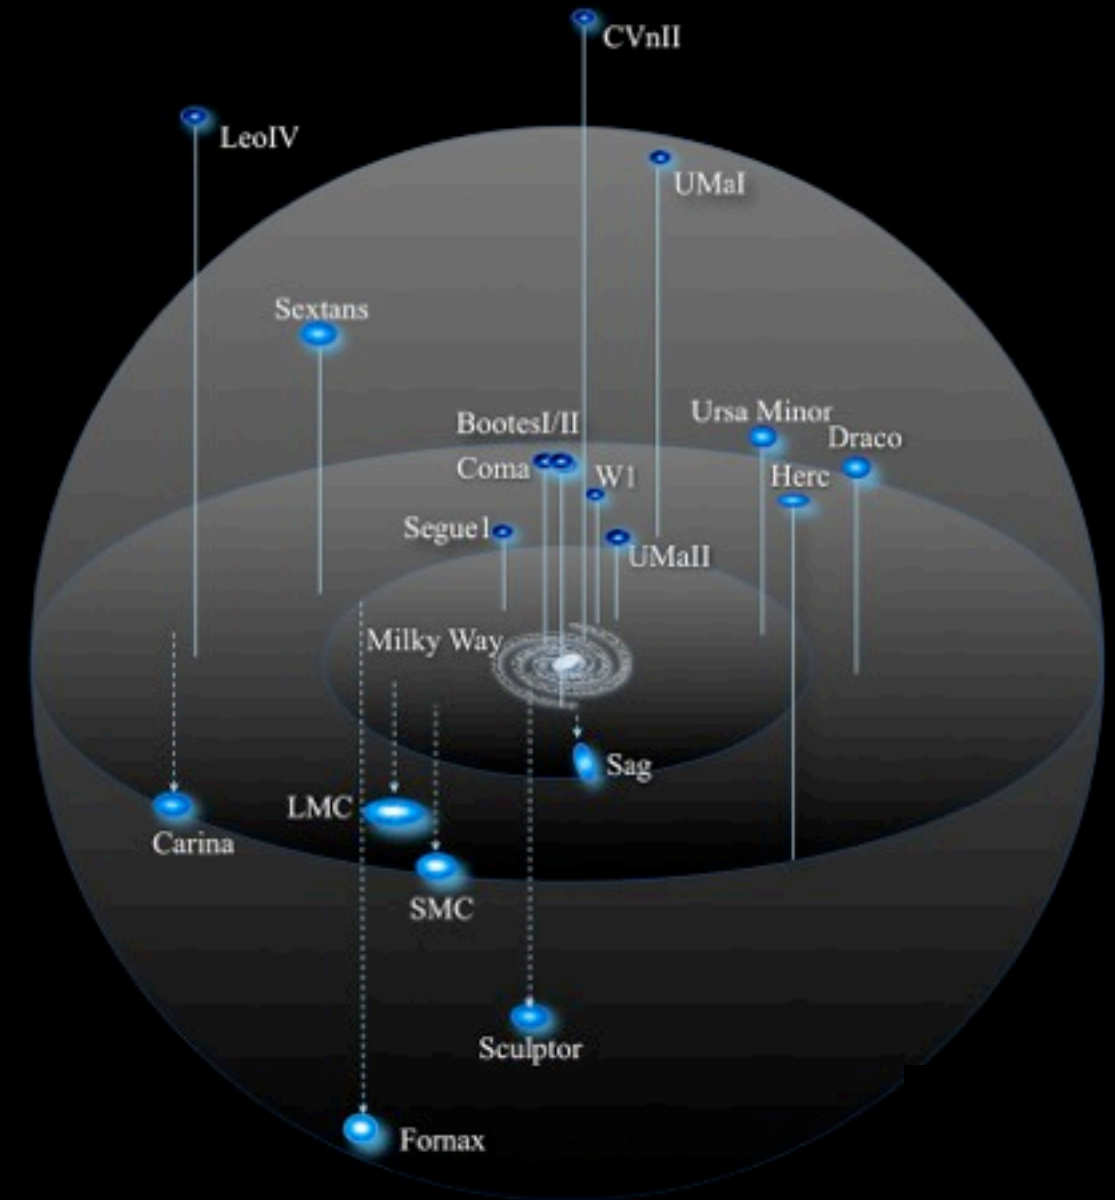 CVnII
LeoIV
UMaI
Sextans
Ursa Minor
BootesI/II
Draco
Coma
W1
Herc
Segue1
UMaII
Milky Way
Sag
LMC
Carina
SMC
Sculptor
Fornax